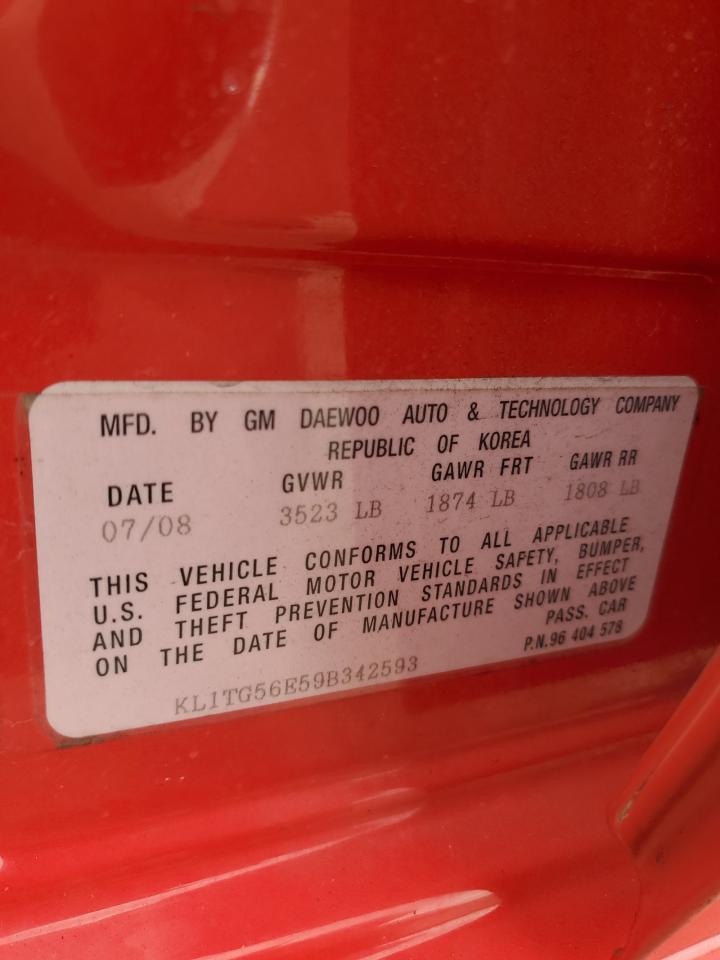 MFD. BY GM DAEWOO AUTO & TECHNOLOGY COMPANY
REPUBLIC OF KOREA
DATE GVWR GAWR FRT GAWR RR
07/08 3523 LB 1874 LB 1808 LB
THIS VEHICLE CONFORMS TO ALL APPLICABLE
U.S. FEDERAL MOTOR VEHICLE SAFETY, BUMPER,
AND THEFT PREVENTION STANDARDS IN EFFECT
ON THE DATE OF MANUFACTURE SHOWN ABOVE
PASS. CAR
P.N.96 404 578
KL1TG56E59B342593